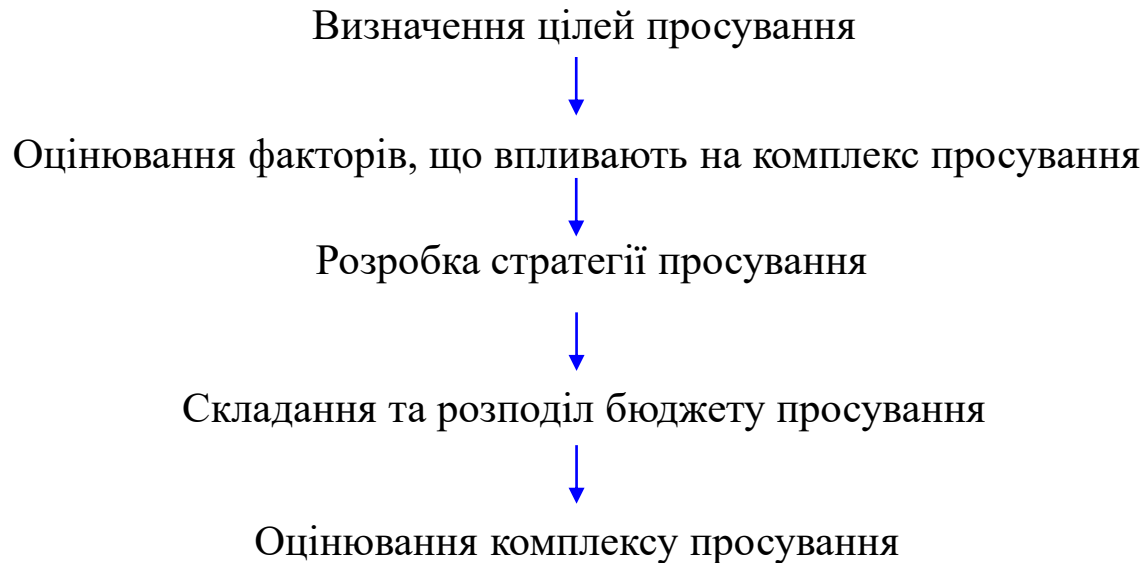 Визначення цілей просування
Оцінювання факторів, що впливають на комплекс просування
Розробка стратегії просування
Складання та розподіл бюджету просування
Оцінювання комплексу просування